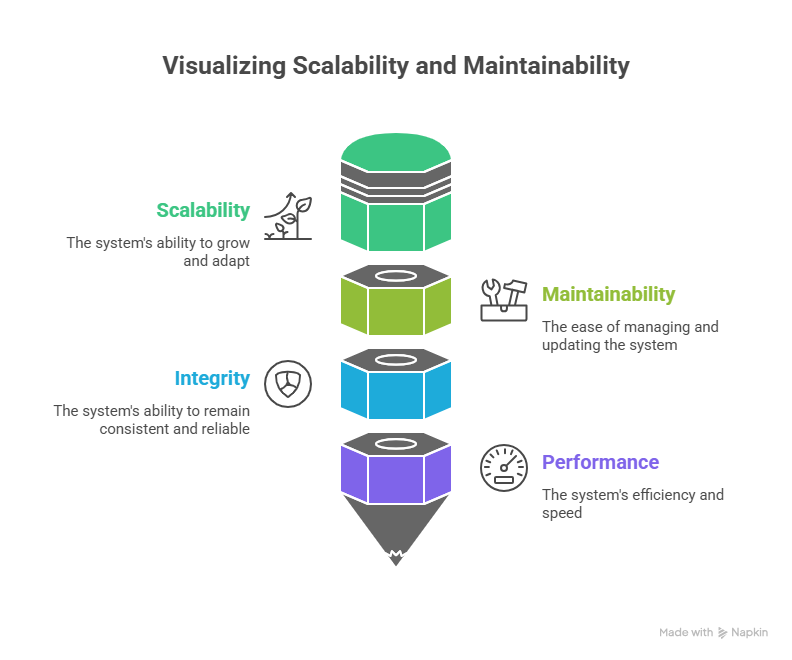 Visualizing Scalability and Maintainability
Scalability
The system's ability to grow
and adapt
Maintainability
The ease of managing and
updating the system
Integrity
The system's ability to remain
consistent and reliable
Performance
The system's efficiency and
speed
Made with Napkin